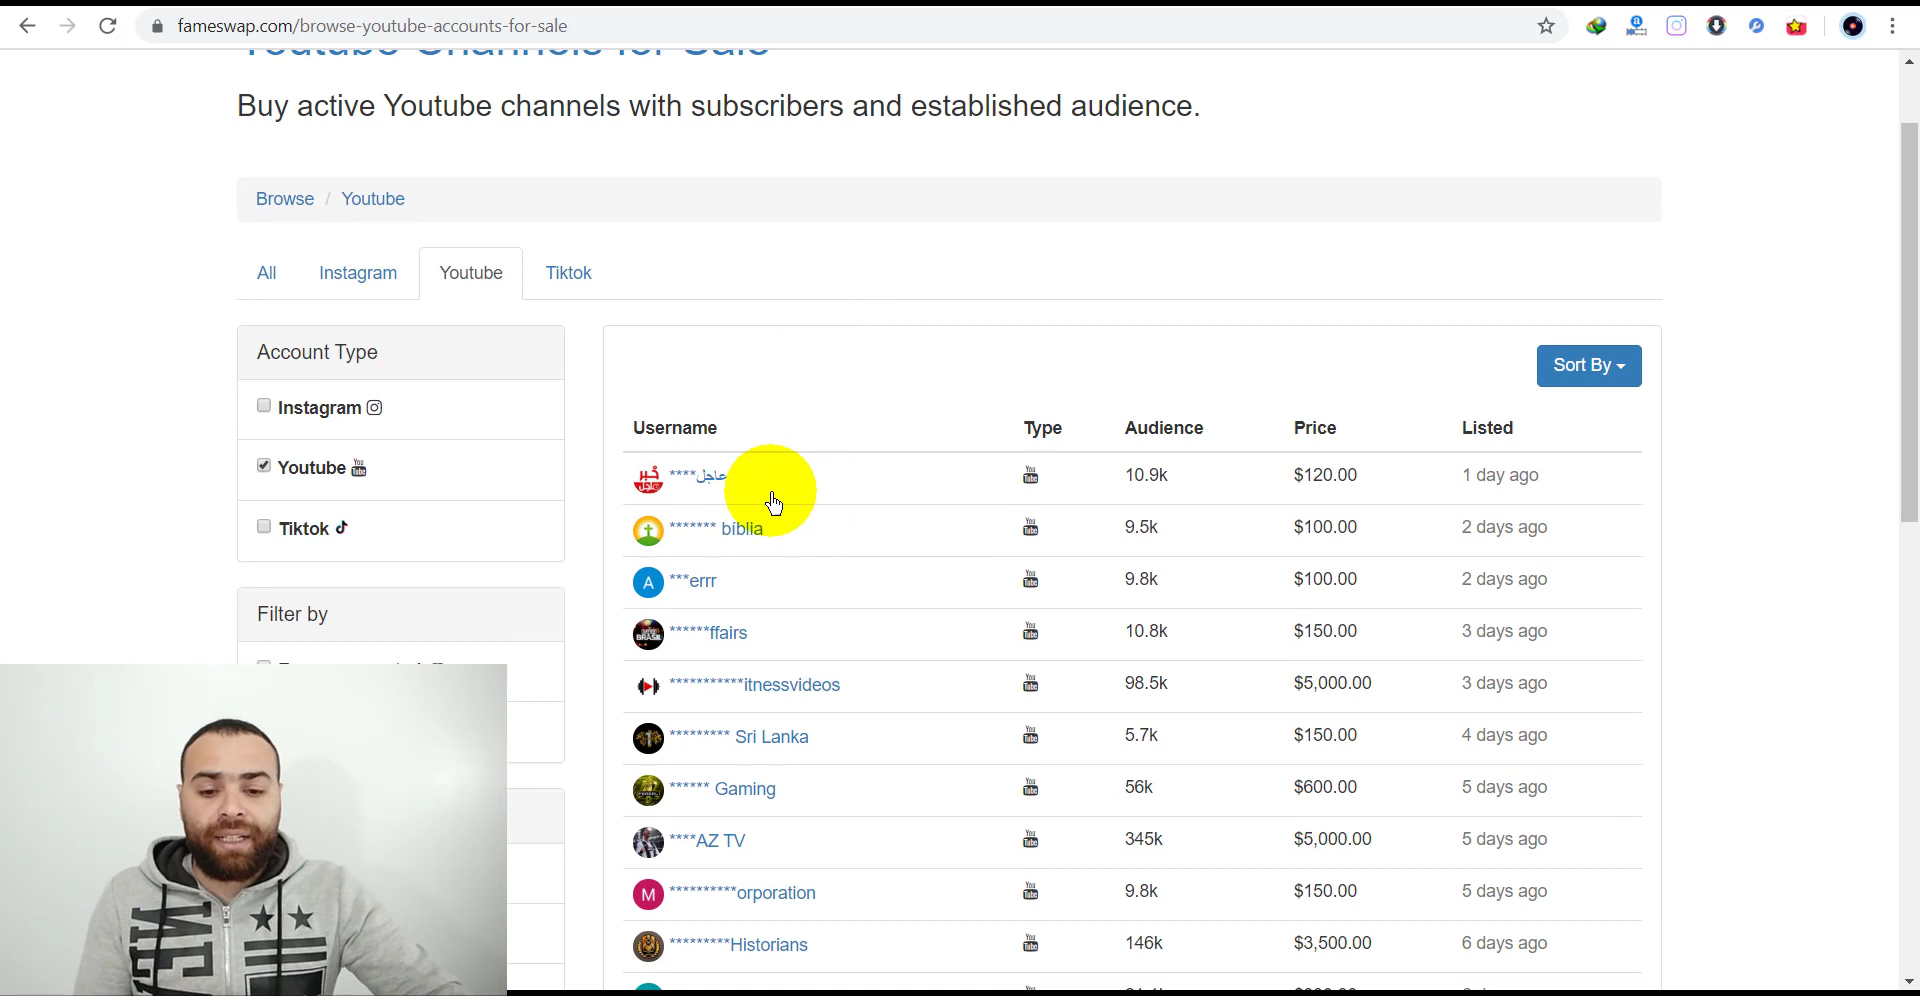 fameswap.com/browse-youtube-accounts-for-sale
Youtube Channels for Sale
Buy active Youtube channels with subscribers and established audience.
Browse / Youtube
All Instagram Youtube Tiktok
Account Type
Instagram
Youtube
Tiktok
Filter by
Sort By
Username Type Audience Price Listed
****عاجل 10.9k $120.00 1 day ago
******* bíblia 9.5k $100.00 2 days ago
***errr 9.8k $100.00 2 days ago
******ffairs 10.8k $150.00 3 days ago
***********itnessvideos 98.5k $5,000.00 3 days ago
********* Sri Lanka 5.7k $150.00 4 days ago
****** Gaming 56k $600.00 5 days ago
****AZ TV 345k $5,000.00 5 days ago
M **********orporation 9.8k $150.00 5 days ago
*********Historians 146k $3,500.00 6 days ago